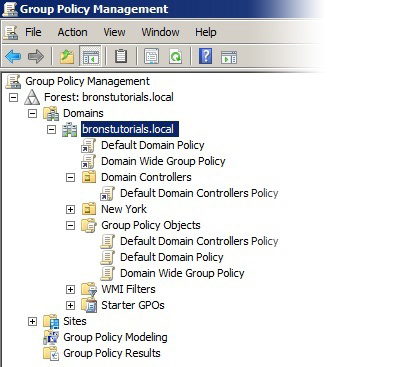 Group Policy Management
File Action View Window Help
Group Policy Management
Forest: bronstutorials.local
Domains
bronstutorials.local
Default Domain Policy
Domain Wide Group Policy
Domain Controllers
Default Domain Controllers Policy
New York
Group Policy Objects
Default Domain Controllers Policy
Default Domain Policy
Domain Wide Group Policy
WMI Filters
Starter GPOs
Sites
Group Policy Modeling
Group Policy Results